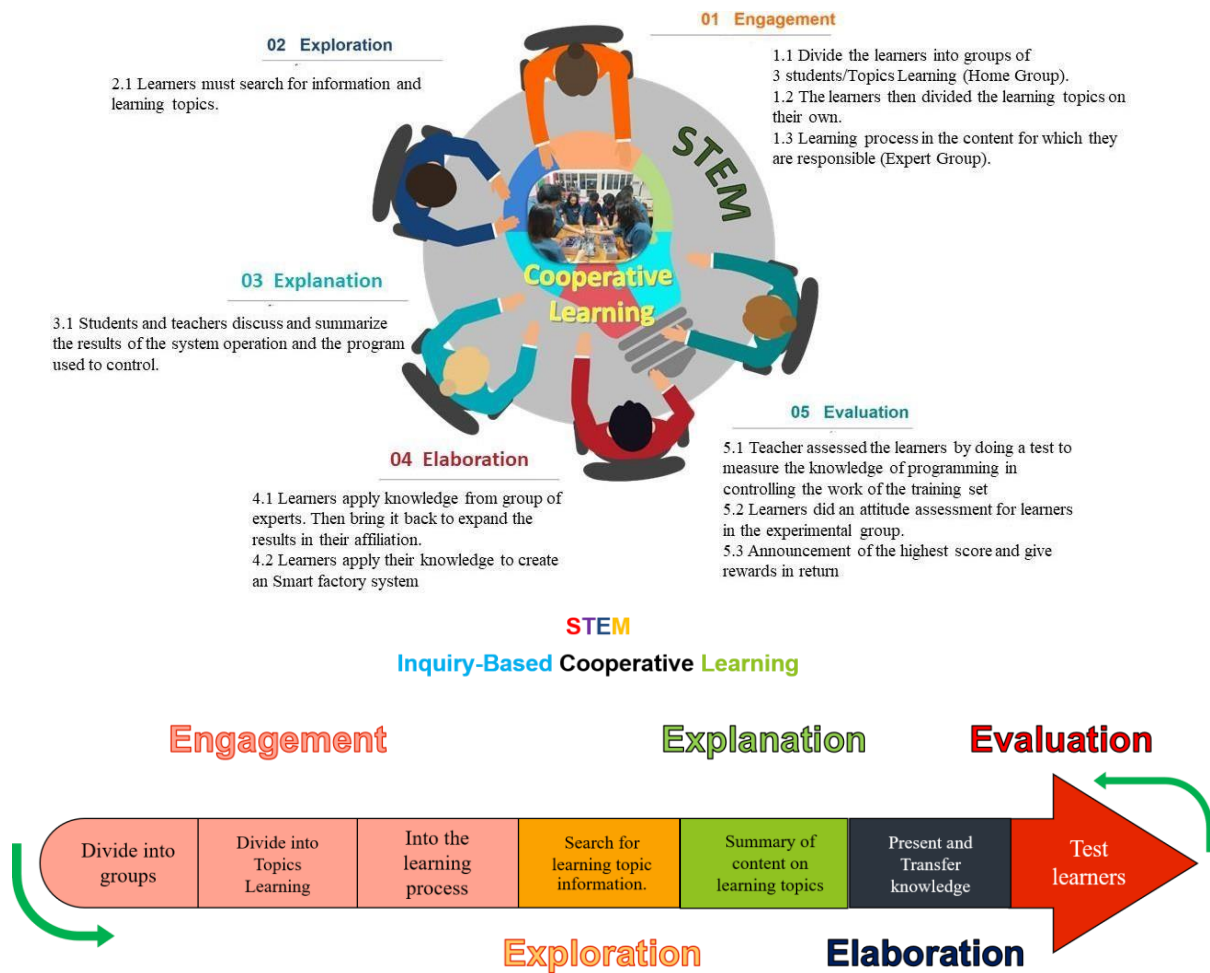 01 Engagement
1.1 Divide the learners into groups of
3 students/Topics Learning (Home Group).
1.2 The learners then divided the learning topics on
their own.
1.3 Learning process in the content for which they
are responsible (Expert Group).
02 Exploration
2.1 Learners must search for information and
learning topics.
STEM
Cooperative
Learning
03 Explanation
3.1 Students and teachers discuss and summarize
the results of the system operation and the program
used to control.
04 Elaboration
4.1 Learners apply knowledge from group of
experts. Then bring it back to expand the
results in their affiliation.
4.2 Learners apply their knowledge to create
an Smart factory system
05 Evaluation
5.1 Teacher assessed the learners by doing a test to
measure the knowledge of programming in
controlling the work of the training set
5.2 Learners did an attitude assessment for learners
in the experimental group.
5.3 Announcement of the highest score and give
rewards in return
STEM
Inquiry-Based Cooperative Learning
Engagement
Explanation
Evaluation
Divide into
groups
Divide into
Topics
Learning
Into the
learning
process
Search for
learning topic
information.
Summary of
content on
learning topics
Present and
Transfer
knowledge
Test
learners
Exploration
Elaboration